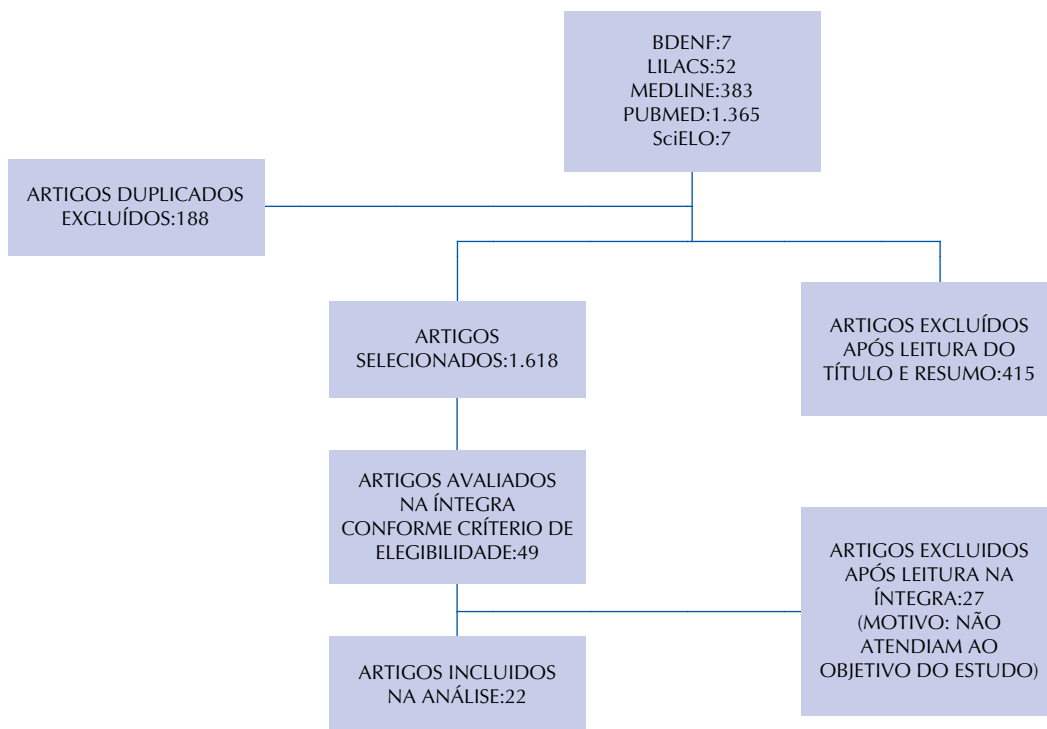 BDENF:7
LILACS:52
MEDLINE:383
PUBMED:1.365
SciELO:7
ARTIGOS DUPLICADOS
EXCLUÍDOS:188
ARTIGOS
SELECIONADOS:1.618
ARTIGOS EXCLUÍDOS
APÓS LEITURA DO
TÍTULO E RESUMO:415
ARTIGOS AVALIADOS
NA ÍNTEGRA
CONFORME CRÍTERIO DE
ELEGIBILIDADE:49
ARTIGOS EXCLUIDOS
APÓS LEITURA NA
ÍNTEGRA:27
(MOTIVO: NÃO
ATENDIAM AO
OBJETIVO DO ESTUDO)
ARTIGOS INCLUIDOS
NA ANÁLISE:22